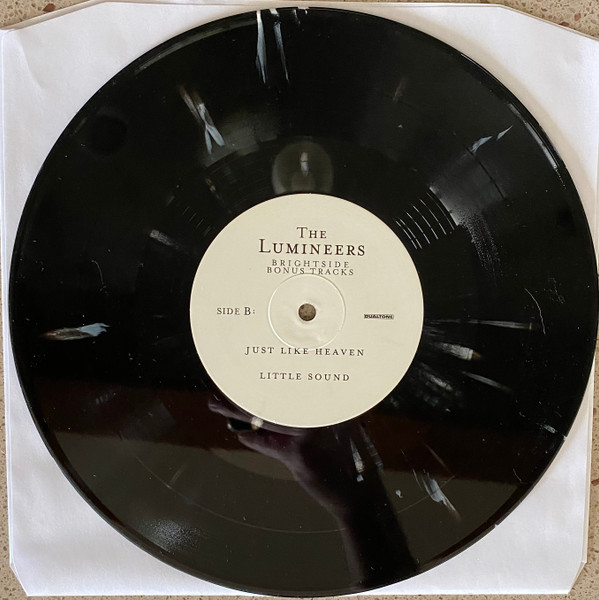 The
Lumineers
BRIGHTSIDE
BONUS TRACKS
SIDE B:
DUALTONE
JUST LIKE HEAVEN
LITTLE SOUND